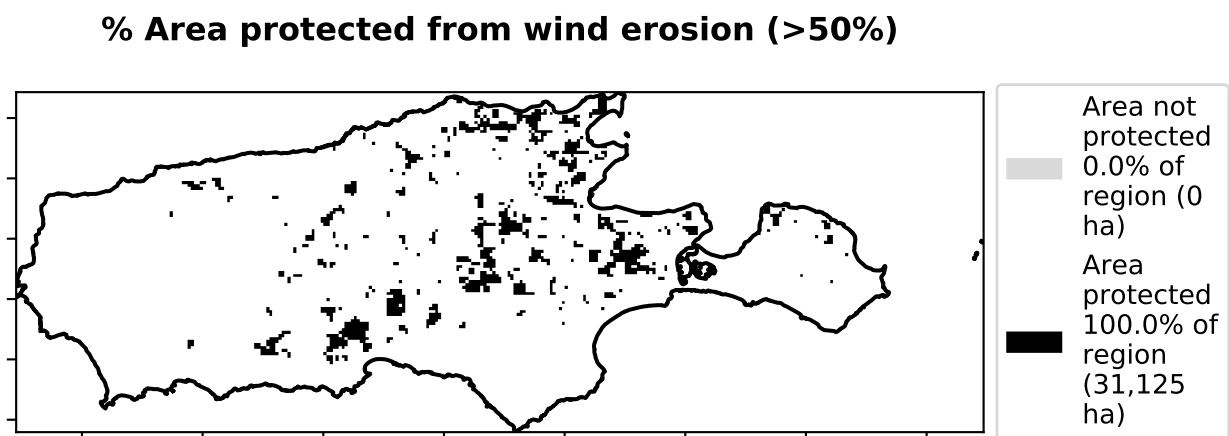 % Area protected from wind erosion (>50%)
Area not
protected
0.0% of
region (0
ha)
Area
protected
100.0% of
region
(31,125
ha)